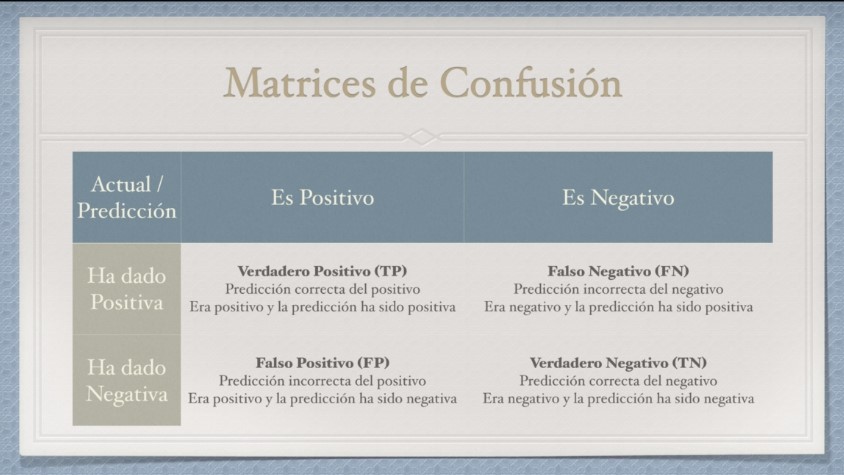 Matrices de Confusión
Actual /
Predicción
Es Positivo
Es Negativo
Ha dado
Positiva
Verdadero Positivo (TP)
Predicción correcta del positivo
Era positivo y la predicción ha sido positiva
Falso Negativo (FN)
Predicción incorrecta del negativo
Era negativo y la predicción ha sido positiva
Ha dado
Negativa
Falso Positivo (FP)
Predicción incorrecta del positivo
Era positivo y la predicción ha sido negativa
Verdadero Negativo (TN)
Predicción correcta del negativo
Era negativo y la predicción ha sido negativa